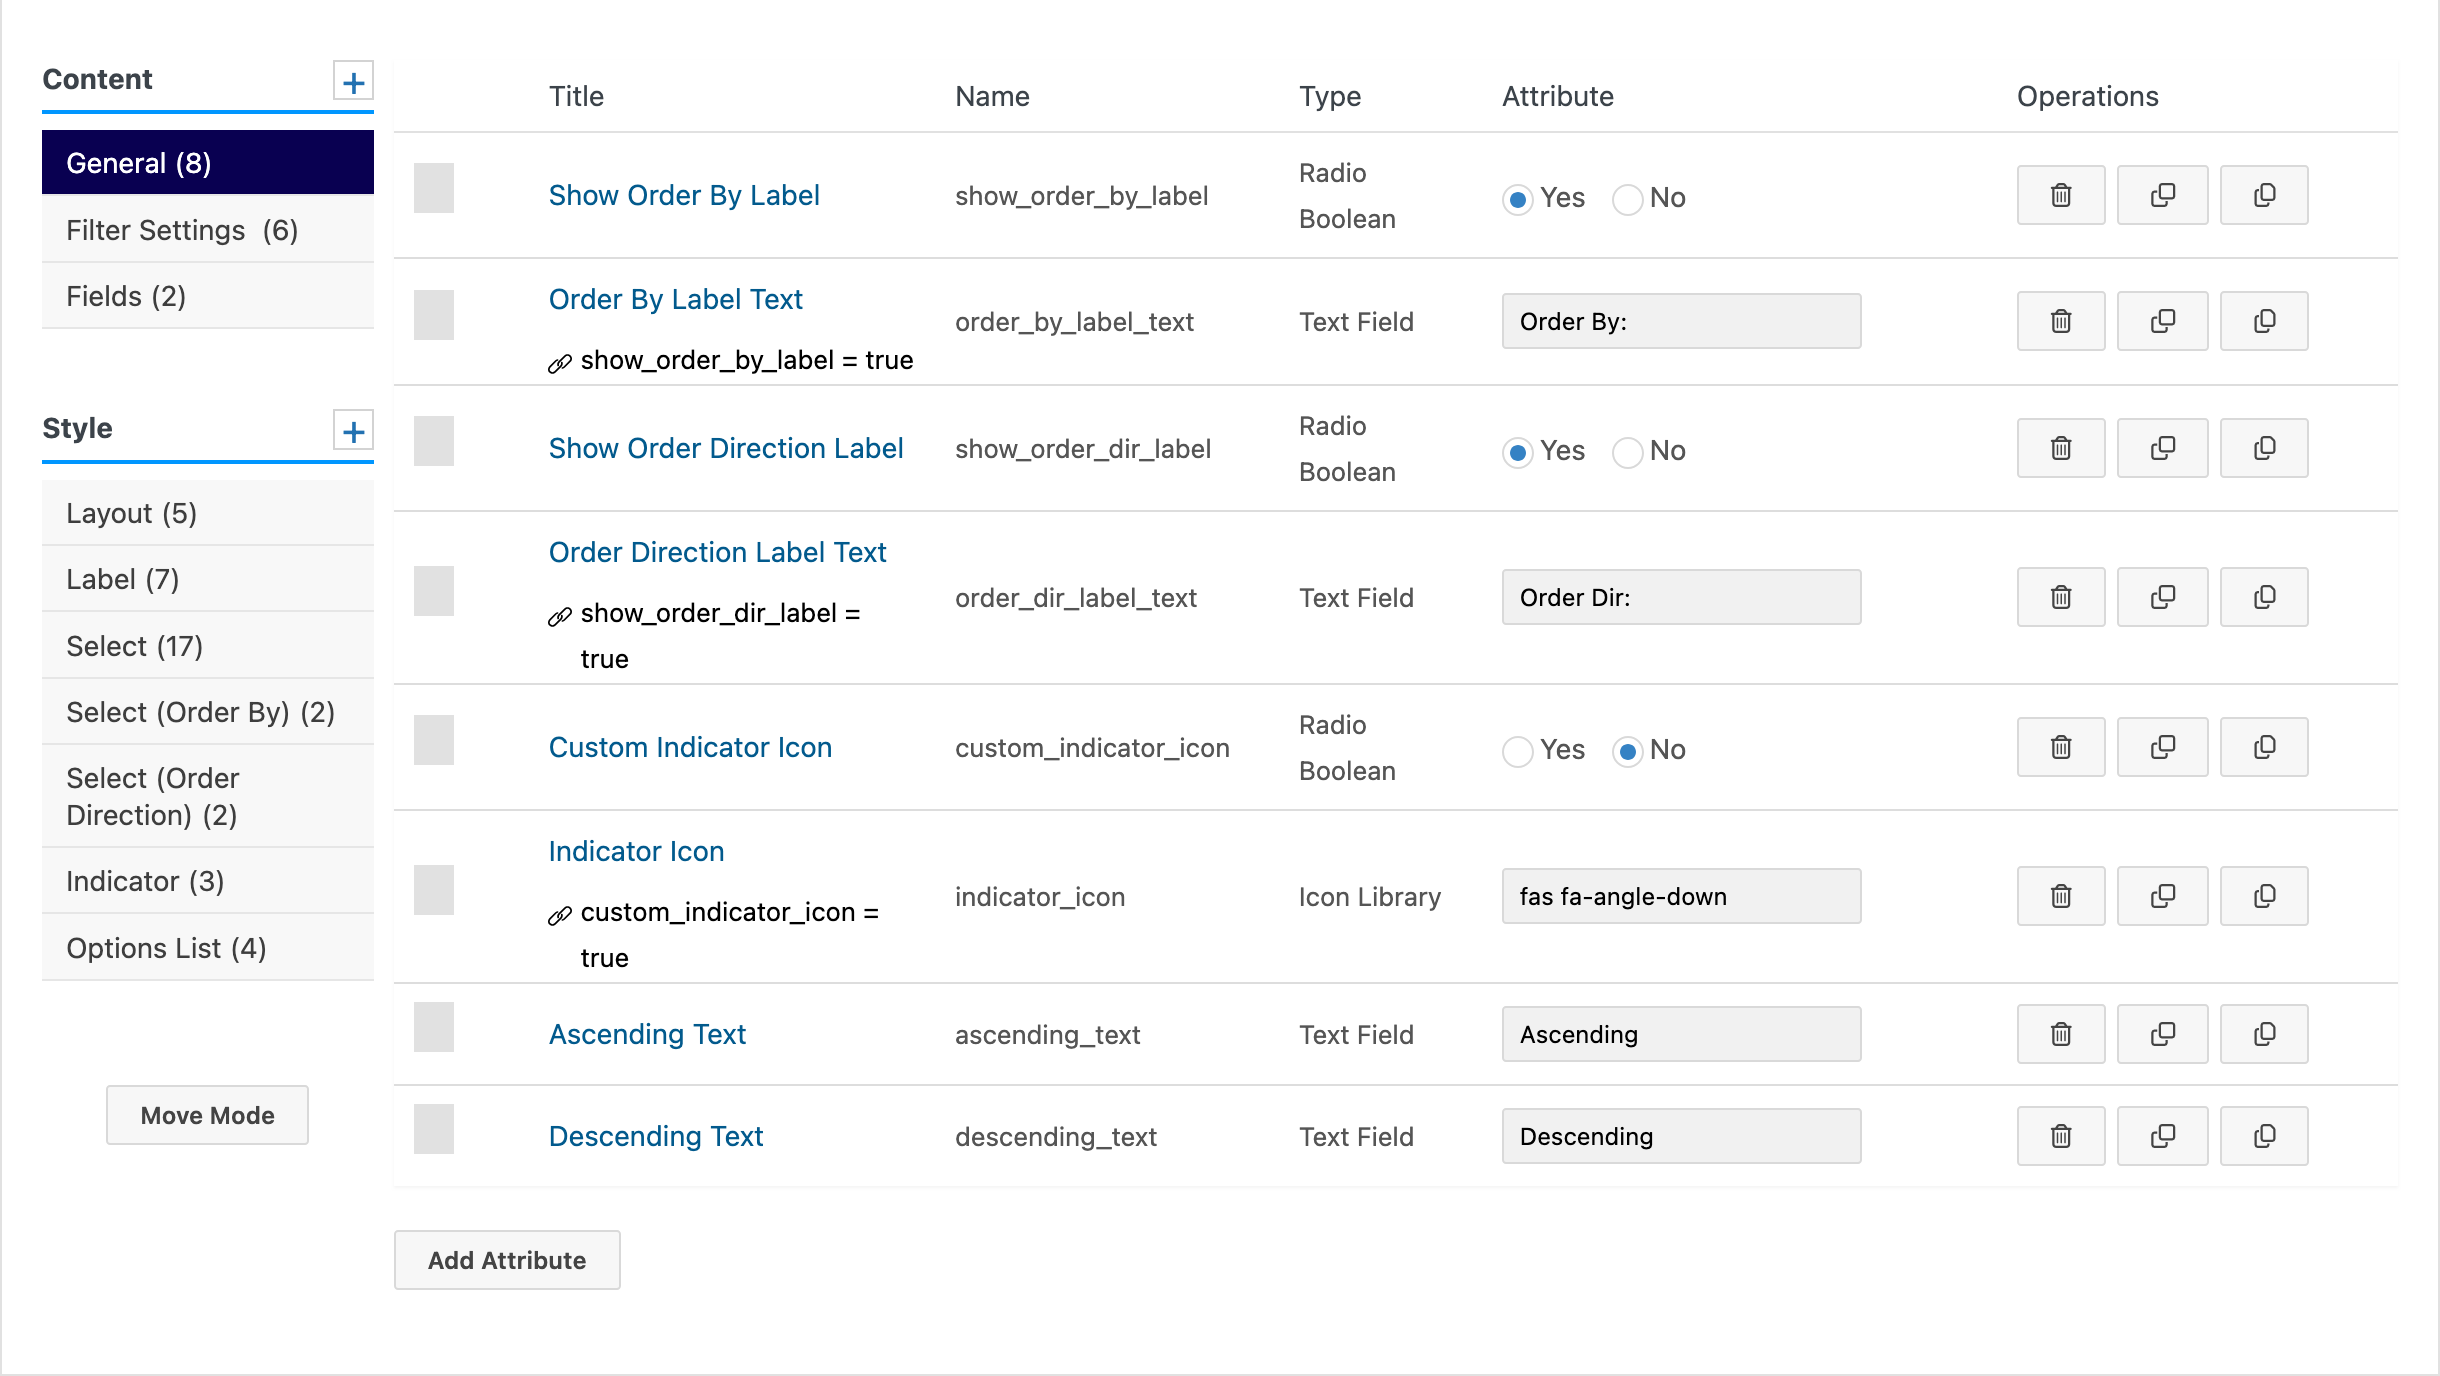 Content
General (8)
Filter Settings (6)
Fields (2)
Style
Layout (5)
Label (7)
Select (17)
Select (Order By) (2)
Select (Order
Direction) (2)
Indicator (3)
Options List (4)
Move Mode
Title Name Type Attribute Operations
Show Order By Label show_order_by_label Radio
Boolean Yes No
Order By Label Text
show_order_by_label = true
order_by_label_text Text Field Order By:
Show Order Direction Label show_order_dir_label Radio
Boolean Yes No
Order Direction Label Text
show_order_dir_label =
true
order_dir_label_text Text Field Order Dir:
Custom Indicator Icon custom_indicator_icon Radio
Boolean Yes No
Indicator Icon
custom_indicator_icon =
true
indicator_icon Icon Library fas fa-angle-down
Ascending Text ascending_text Text Field Ascending
Descending Text descending_text Text Field Descending
Add Attribute